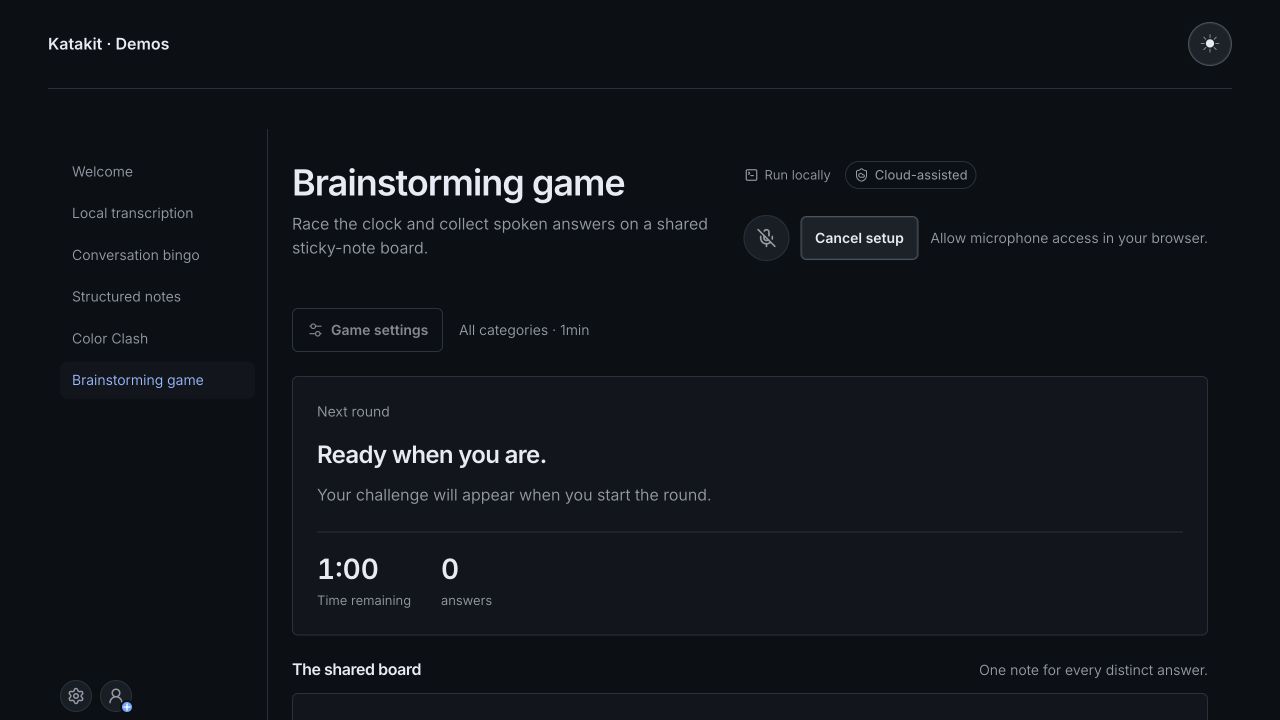 Katakit · Demos
Welcome
Local transcription
Conversation bingo
Structured notes
Color Clash
Brainstorming game
Brainstorming game
Race the clock and collect spoken answers on a shared
sticky-note board.
Run locally
Cloud-assisted
Cancel setup
Allow microphone access in your browser.
Game settings
All categories · 1min
Next round
Ready when you are.
Your challenge will appear when you start the round.
1:00
Time remaining
0
answers
The shared board
One note for every distinct answer.